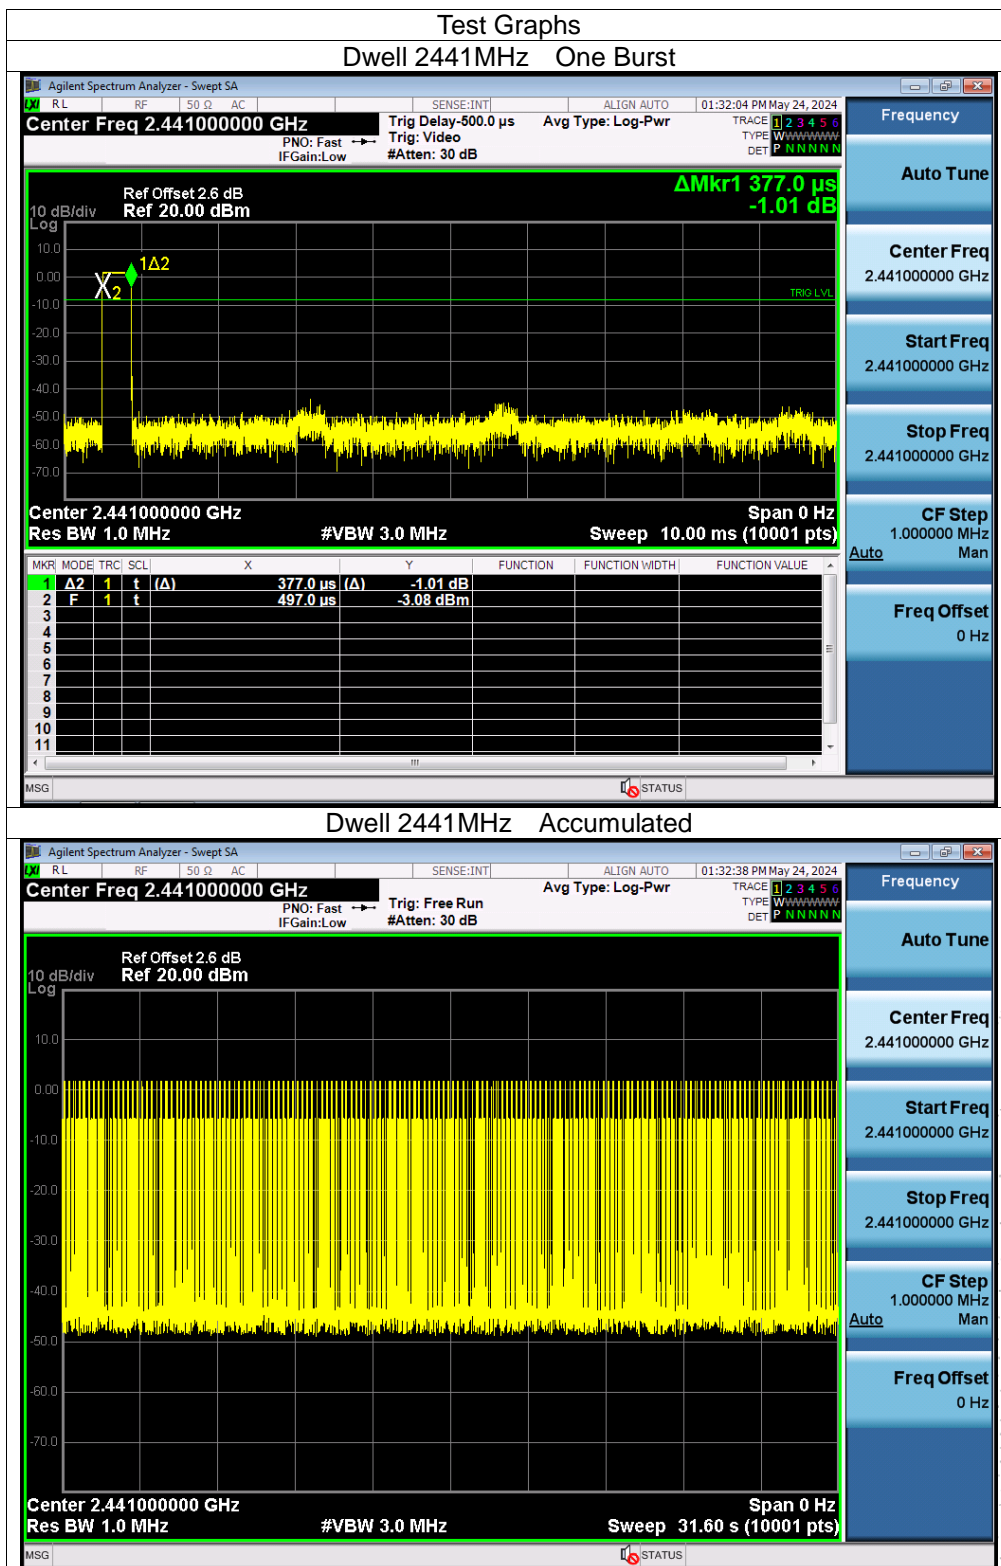 Test Graphs
Dwell 2441MHz One Burst
Agilent Spectrum Analyzer - Swept SA
LXI RL RF 50 Ω AC SENSE:INT ALIGN AUTO 01:32:04 PM May 24, 2024
Center Freq 2.441000000 GHz Trig Delay-500.0 µs Avg Type: Log-Pwr TRACE 1 2 3 4 5 6
PNO: Fast Trig: Video TYPE WWWWWW
IFGain:Low #Atten: 30 dB DET P N N N N N
Frequency
Auto Tune
Center Freq
2.441000000 GHz
Start Freq
2.441000000 GHz
Stop Freq
2.441000000 GHz
CF Step
1.000000 MHz
Auto Man
Freq Offset
0 Hz
ΔMkr1 377.0 µs
-1.01 dB
Ref Offset 2.6 dB
10 dB/div Ref 20.00 dBm
Log
10.0
0.00
-10.0
-20.0
-30.0
-40.0
-50.0
-60.0
-70.0
1Δ2
X2
TRIG LVL
Center 2.441000000 GHz Span 0 Hz
Res BW 1.0 MHz #VBW 3.0 MHz Sweep 10.00 ms (10001 pts)
MKR MODE TRC SCL X Y FUNCTION FUNCTION WIDTH FUNCTION VALUE
1 Δ2 1 t (Δ) 377.0 µs (Δ) -1.01 dB
2 F 1 t 497.0 µs -3.08 dBm
3
4
5
6
7
8
9
10
11
MSG STATUS
Dwell 2441MHz Accumulated
Agilent Spectrum Analyzer - Swept SA
LXI RL RF 50 Ω AC SENSE:INT ALIGN AUTO 01:32:38 PM May 24, 2024
Center Freq 2.441000000 GHz Avg Type: Log-Pwr TRACE 1 2 3 4 5 6
PNO: Fast Trig: Free Run TYPE WWWWWW
IFGain:Low #Atten: 30 dB DET P N N N N N
Frequency
Auto Tune
Center Freq
2.441000000 GHz
Start Freq
2.441000000 GHz
Stop Freq
2.441000000 GHz
CF Step
1.000000 MHz
Auto Man
Freq Offset
0 Hz
Ref Offset 2.6 dB
10 dB/div Ref 20.00 dBm
Log
10.0
0.00
-10.0
-20.0
-30.0
-40.0
-50.0
-60.0
-70.0
Center 2.441000000 GHz Span 0 Hz
Res BW 1.0 MHz #VBW 3.0 MHz Sweep 31.60 s (10001 pts)
MSG STATUS